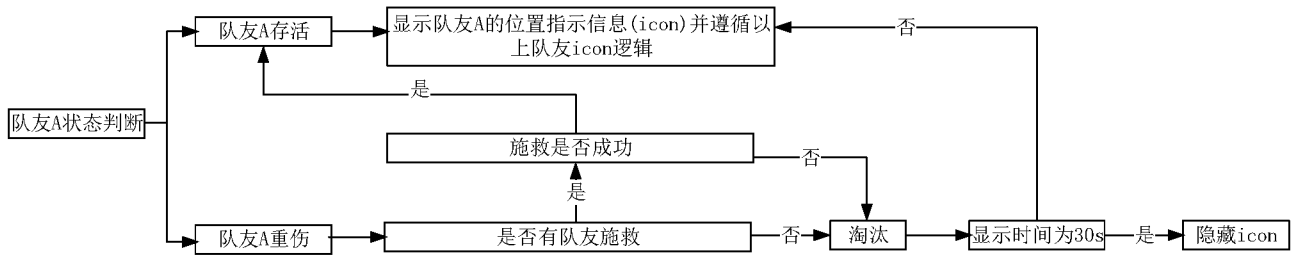 队友A存活
显示队友A的位置指示信息(icon)并遵循以
上队友icon逻辑
否
是
队友A状态判断
施救是否成功
否
是
队友A重伤
是否有队友施救
否
淘汰
显示时间为30s
是
隐藏icon